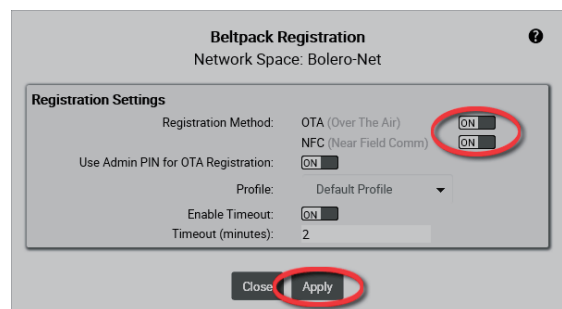 Beltpack Registration
Network Space: Bolero-Net
Registration Settings
Registration Method: OTA (Over The Air) ON
NFC (Near Field Comm) ON
Use Admin PIN for OTA Registration: ON
Profile: Default Profile
Enable Timeout: ON
Timeout (minutes): 2
Close Apply